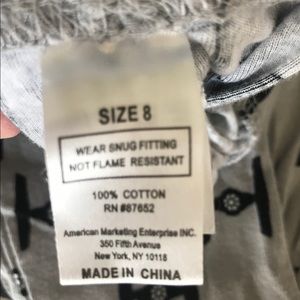 SIZE 8
WEAR SNUG FITTING
NOT FLAME RESISTANT
100% COTTON
RN #87652
American Marketing Enterprise INC.
350 Fifth Avenue
New York, NY 10118
MADE IN CHINA